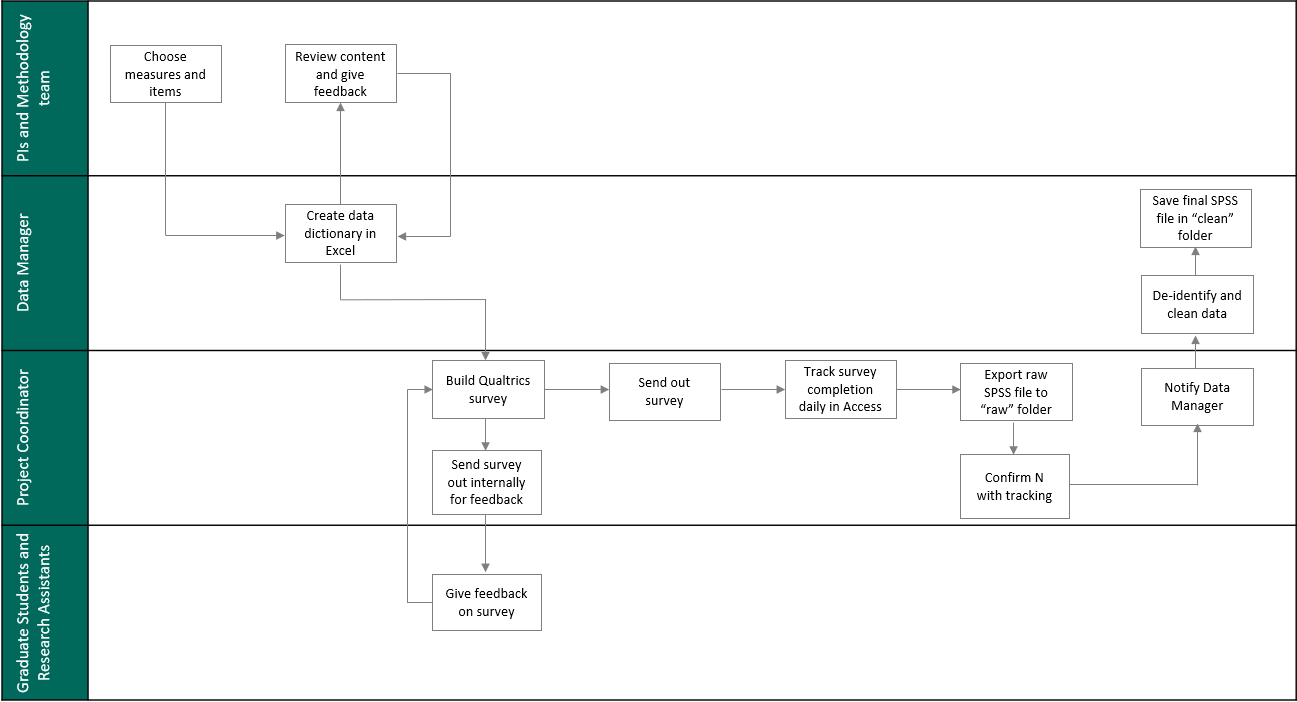 PIs and Methodology
team
Choose
measures and
items
Review content
and give
feedback
Data Manager
Create data
dictionary in
Excel
Save final SPSS
file in “clean”
folder
De-identify and
clean data
Project Coordinator
Build Qualtrics
survey
Send out
survey
Track survey
completion
daily in Access
Export raw
SPSS file to
“raw” folder
Notify Data
Manager
Send survey
out internally
for feedback
Confirm N
with tracking
Graduate Students and
Research Assistants
Give feedback
on survey